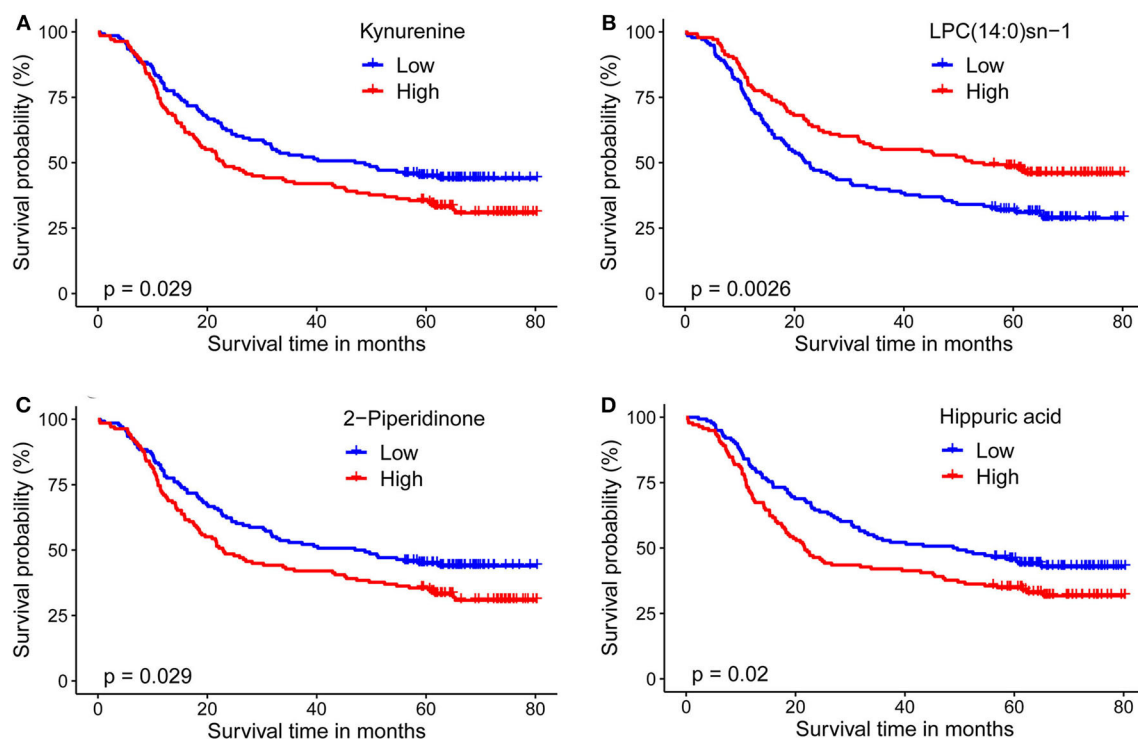 A
Kynurenine
Low
High
Survival probability (%)
100
75
50
25
0
p = 0.029
0 20 40 60 80
Survival time in months
B
LPC(14:0)sn−1
Low
High
Survival probability (%)
100
75
50
25
0
p = 0.0026
0 20 40 60 80
Survival time in months
C
2−Piperidinone
Low
High
Survival probability (%)
100
75
50
25
0
p = 0.029
0 20 40 60 80
Survival time in months
D
Hippuric acid
Low
High
Survival probability (%)
100
75
50
25
0
p = 0.02
0 20 40 60 80
Survival time in months